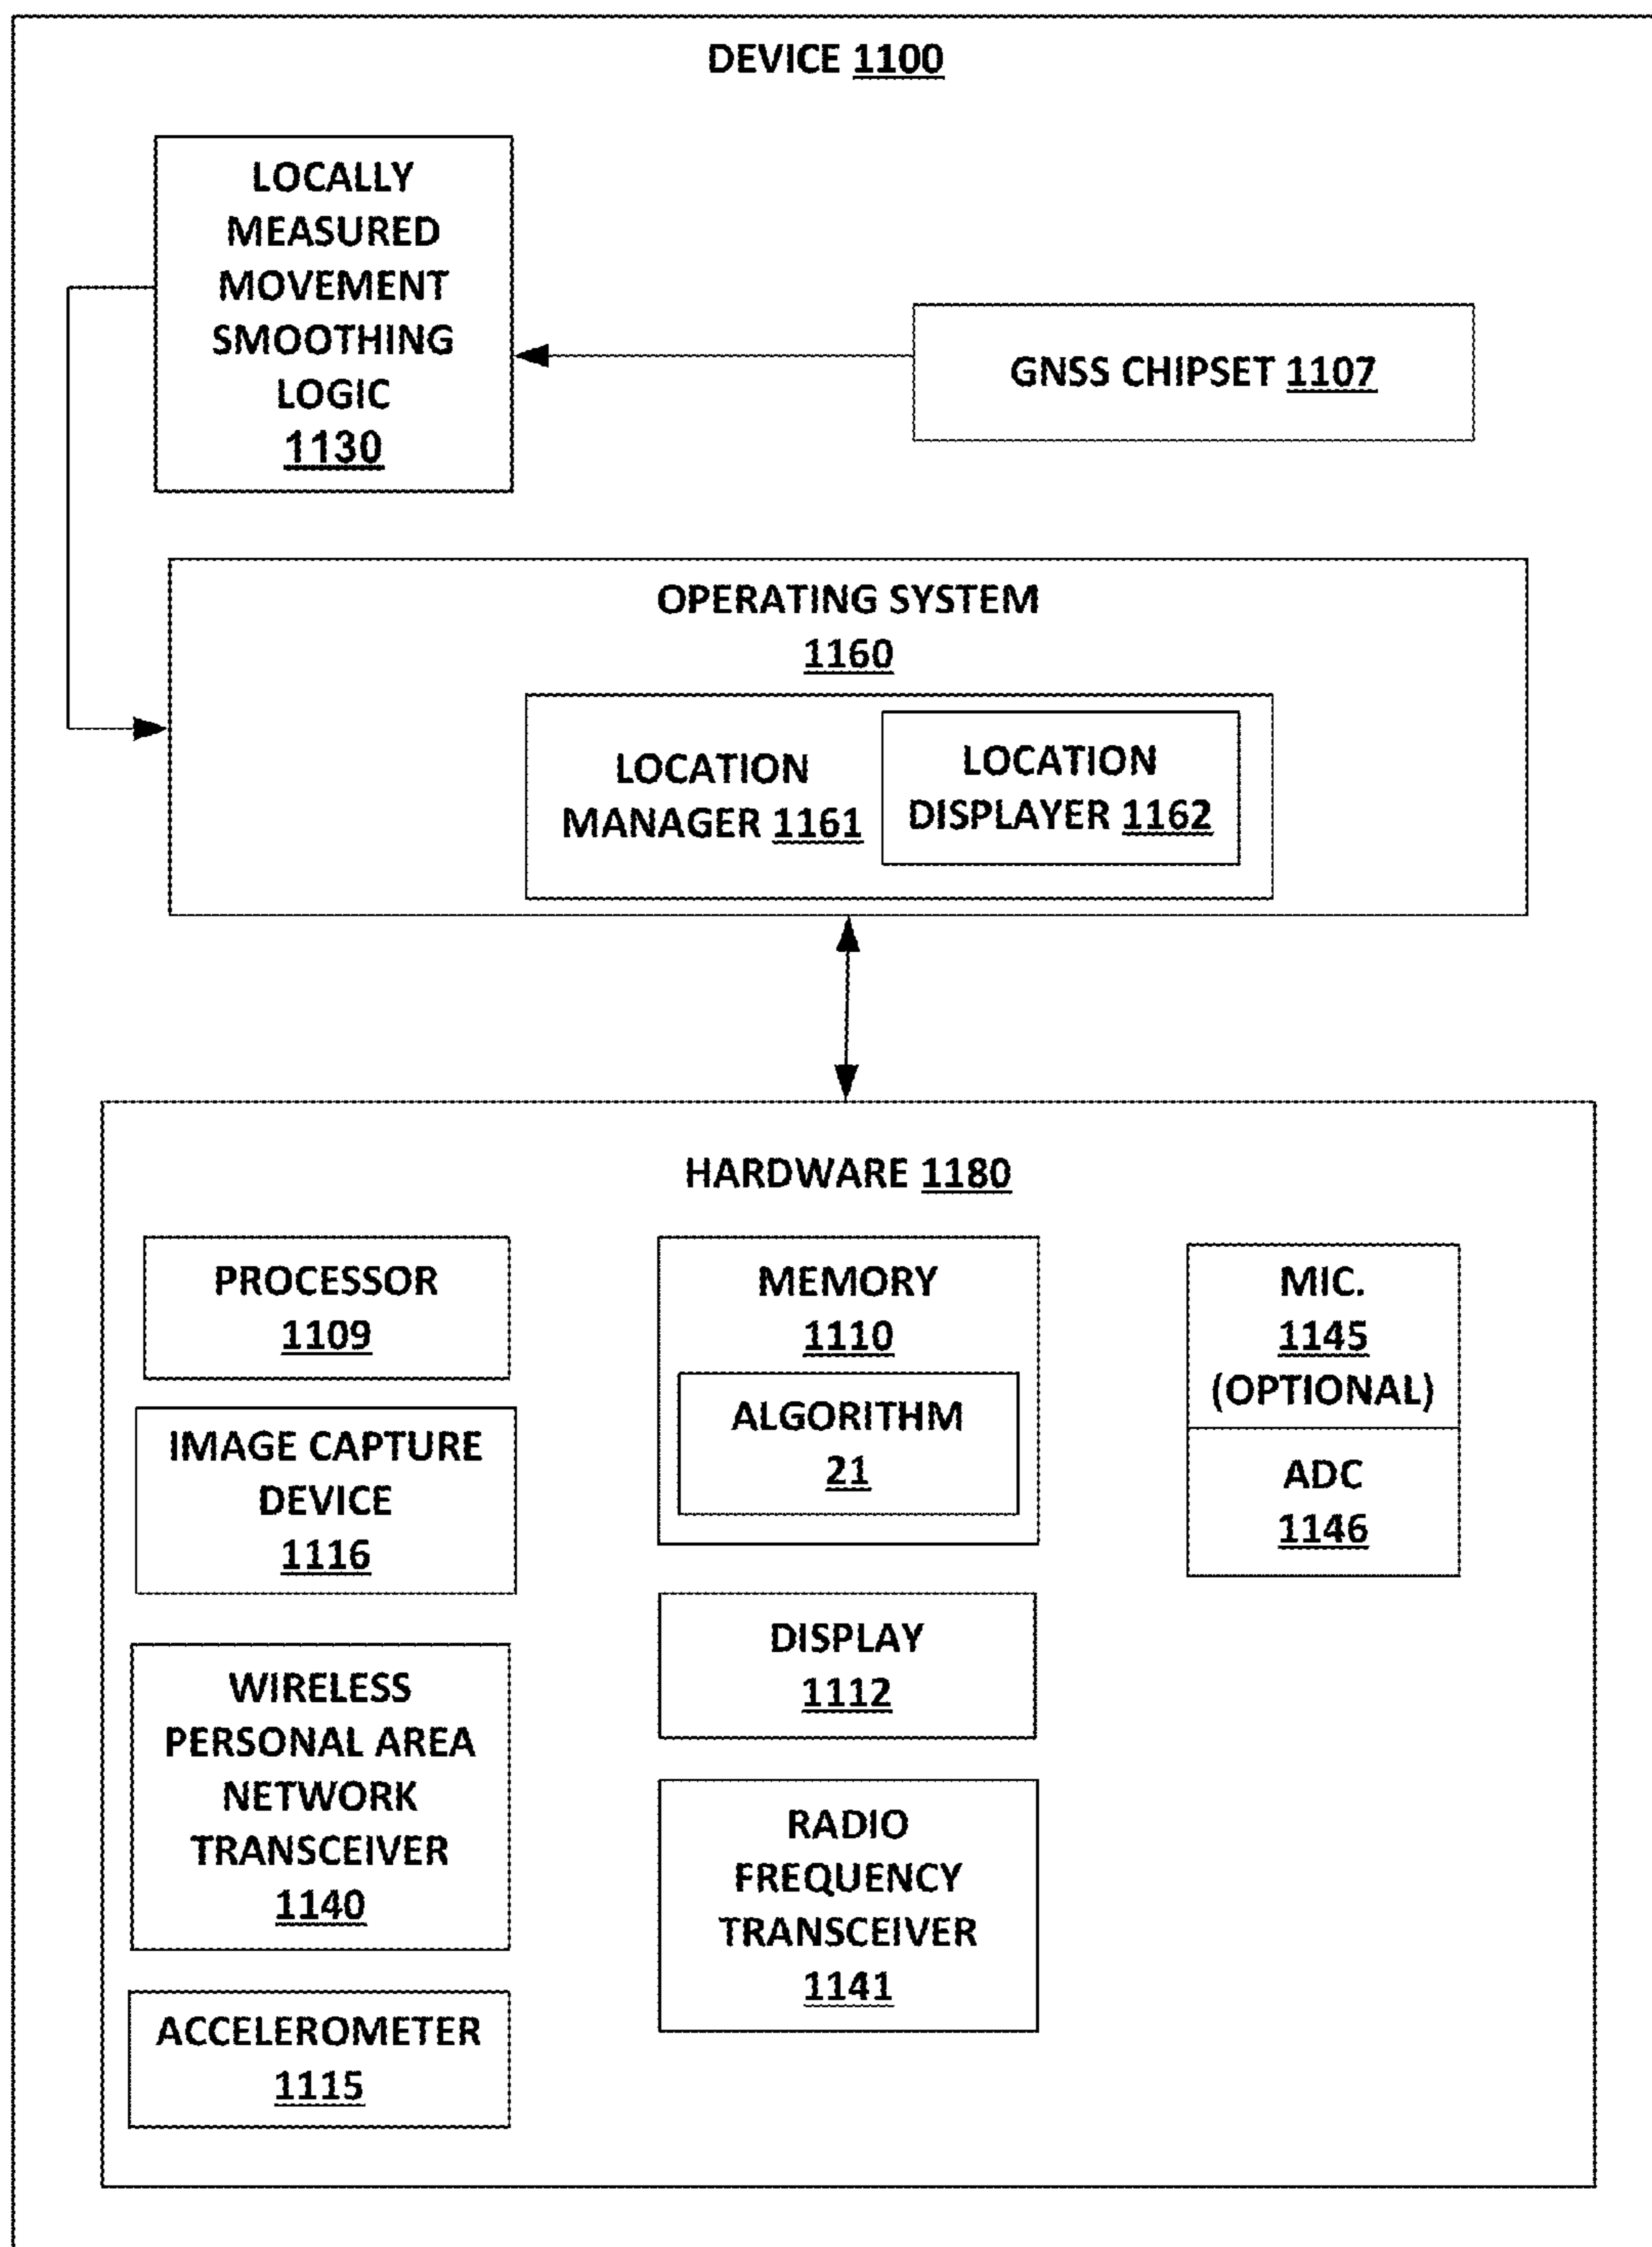 DEVICE 1100
LOCALLY
MEASURED
MOVEMENT
SMOOTHING
LOGIC
1130
GNSS CHIPSET 1107
OPERATING SYSTEM
1160
LOCATION
MANAGER 1161
LOCATION
DISPLAYER 1162
HARDWARE 1180
PROCESSOR
1109
IMAGE CAPTURE
DEVICE
1116
WIRELESS
PERSONAL AREA
NETWORK
TRANSCEIVER
1140
ACCELEROMETER
1115
MEMORY
1110
ALGORITHM
21
DISPLAY
1112
RADIO
FREQUENCY
TRANSCEIVER
1141
MIC.
1145
(OPTIONAL)
ADC
1146